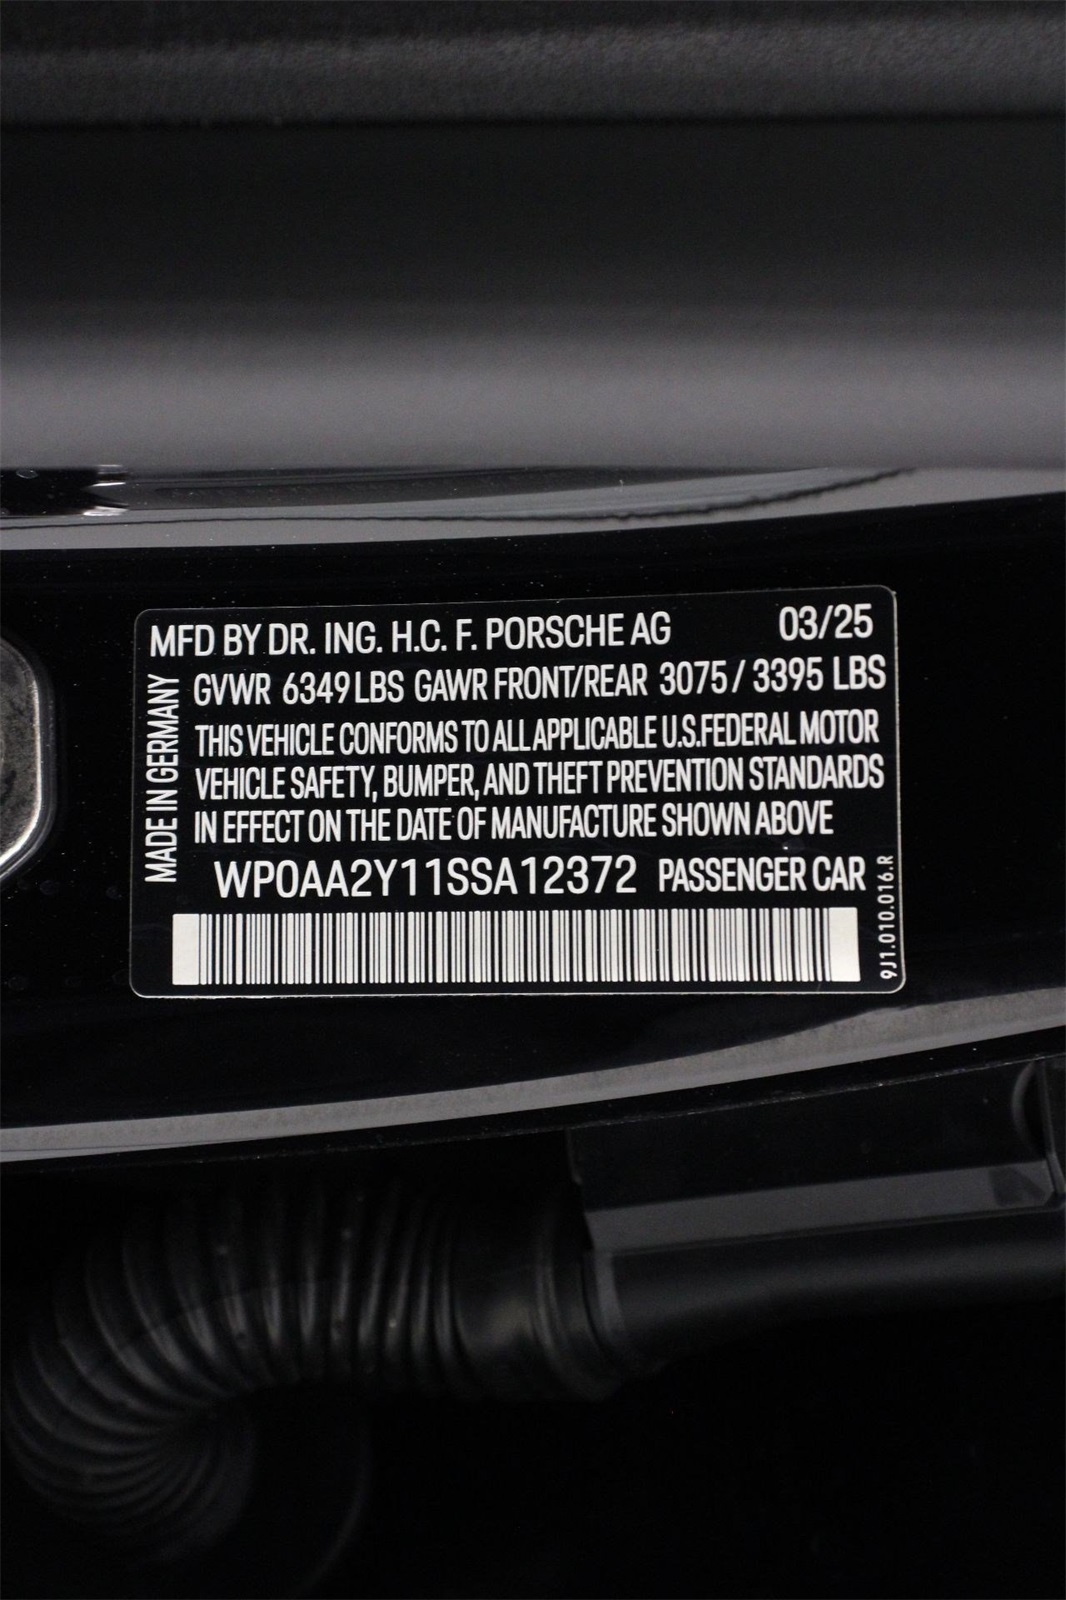 MFD BY DR. ING. H.C. F. PORSCHE AG 03/25
GVWR 6349 LBS GAWR FRONT/REAR 3075 / 3395 LBS
THIS VEHICLE CONFORMS TO ALL APPLICABLE U.S.FEDERAL MOTOR
VEHICLE SAFETY, BUMPER, AND THEFT PREVENTION STANDARDS
IN EFFECT ON THE DATE OF MANUFACTURE SHOWN ABOVE
WP0AA2Y11SSA12372 PASSENGER CAR
MADE IN GERMANY
9J1.010.016.R